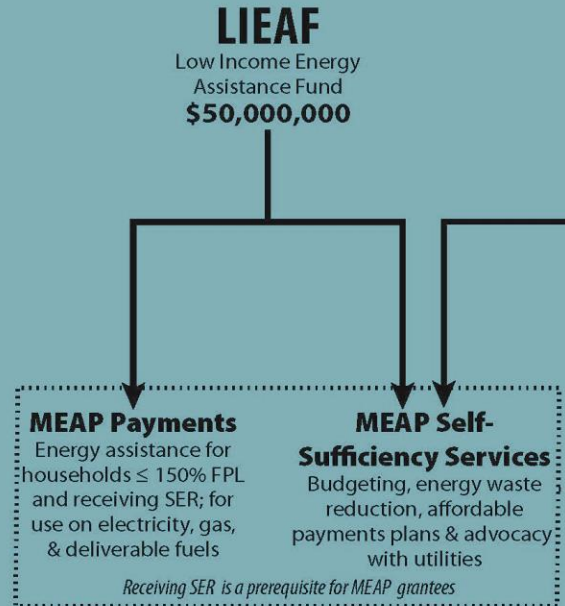 LIEAF
Low Income Energy
Assistance Fund
$50,000,000
MEAP Payments
Energy assistance for
households ≤ 150% FPL
and receiving SER; for
use on electricity, gas,
& deliverable fuels
MEAP Self-
Sufficiency Services
Budgeting, energy waste
reduction, affordable
payments plans & advocacy
with utilities
Receiving SER is a prerequisite for MEAP grantees